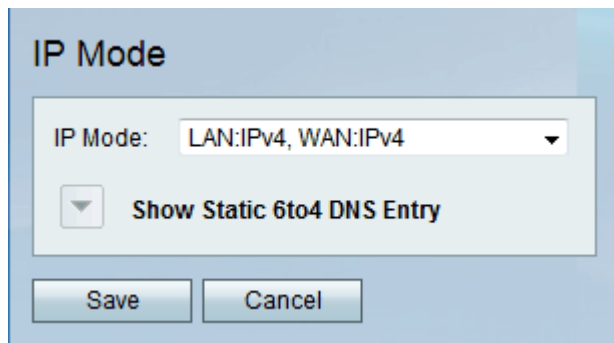 IP Mode
IP Mode: LAN:IPv4, WAN:IPv4
Show Static 6to4 DNS Entry
Save Cancel